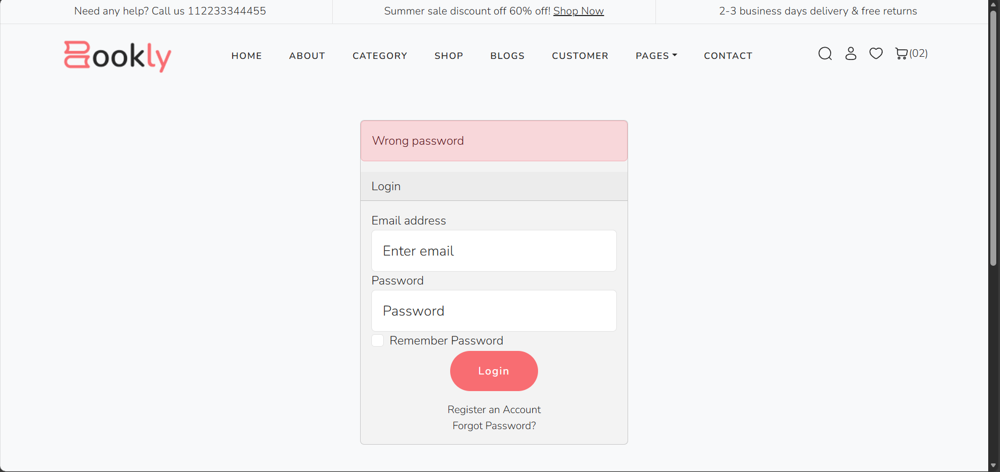 Need any help? Call us 112233344455
Summer sale discount off 60% off! Shop Now
2-3 business days delivery & free returns
Bookly
HOME
ABOUT
CATEGORY
SHOP
BLOGS
CUSTOMER
PAGES
CONTACT
(02)
Wrong password
Login
Email address
Enter email
Password
Password
Remember Password
Login
Register an Account
Forgot Password?